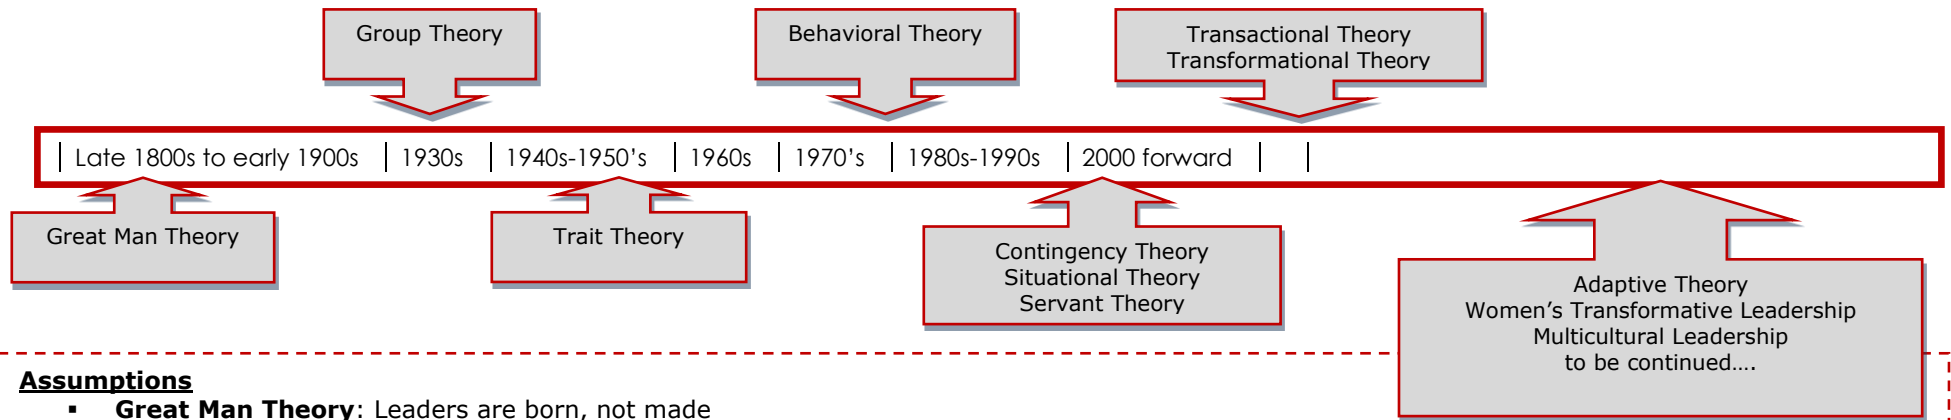 Group Theory
Behavioral Theory
Transactional Theory
Transformational Theory
| Late 1800s to early 1900s | 1930s | 1940s-1950’s | 1960s | 1970’s | 1980s-1990s | 2000 forward | |
Great Man Theory
Trait Theory
Contingency Theory
Situational Theory
Servant Theory
Adaptive Theory
Women’s Transformative Leadership
Multicultural Leadership
to be continued….
Assumptions
▪ Great Man Theory: Leaders are born, not made